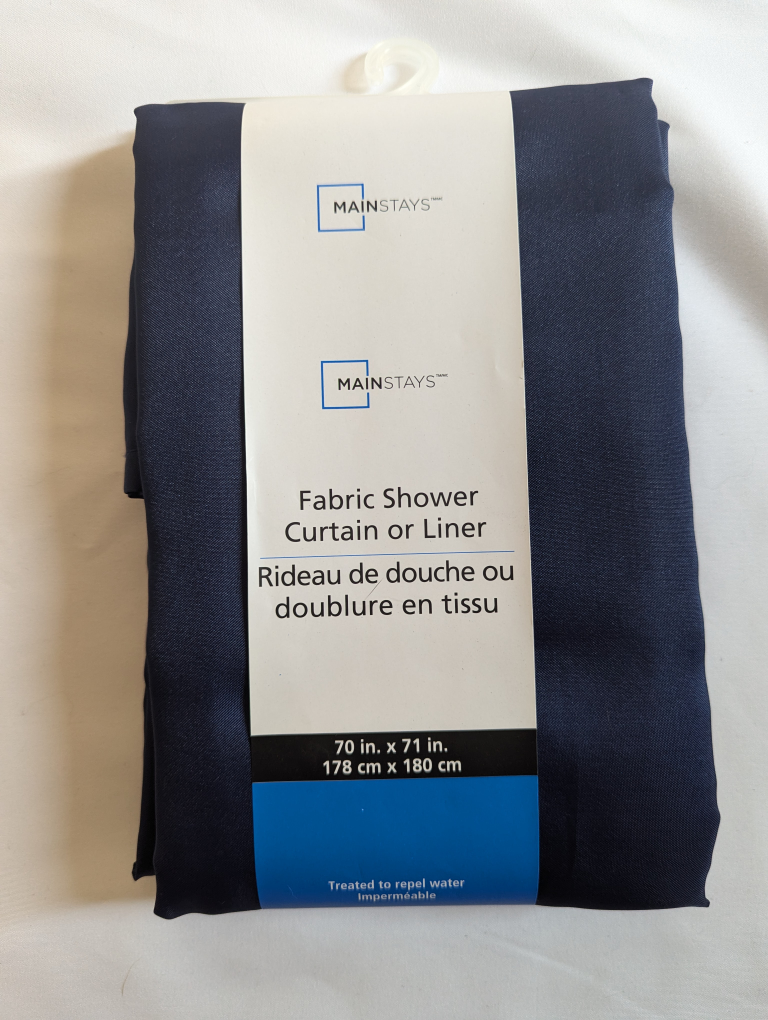 MAINSTAYS
MAINSTAYS
Fabric Shower
Curtain or Liner
Rideau de douche ou
doublure en tissu
70 in. x 71 in.
178 cm x 180 cm
Treated to repel water
Imperméable